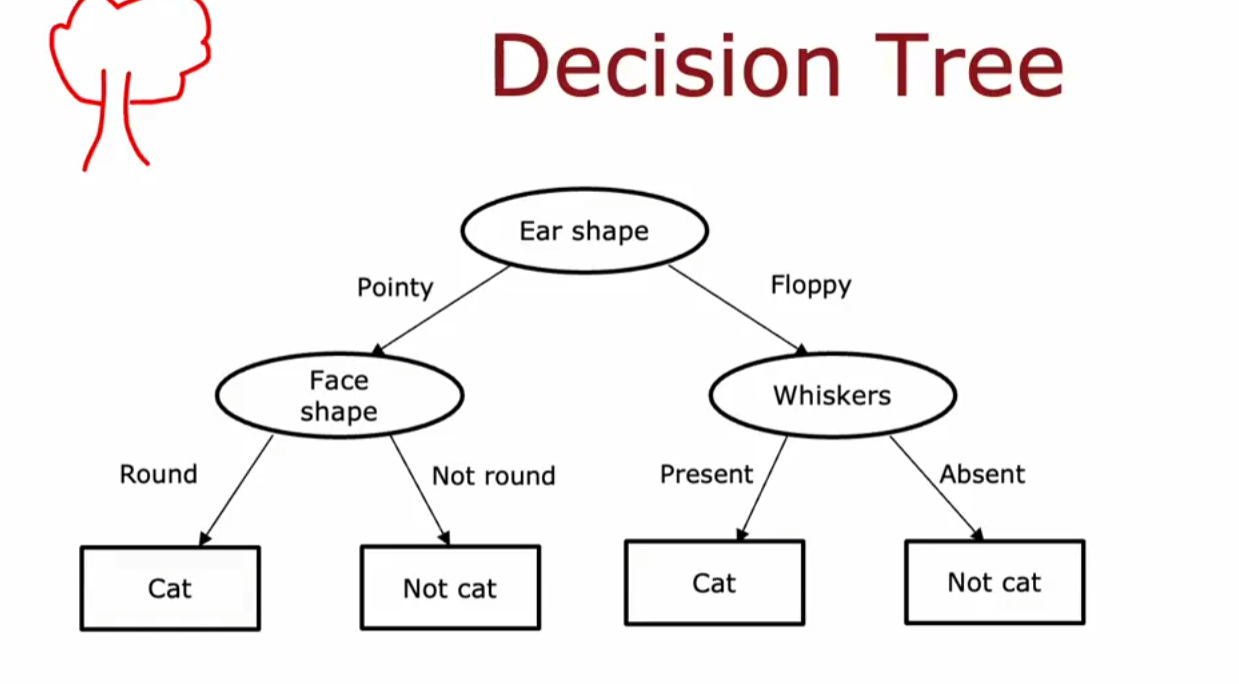 Decision Tree
Ear shape
Pointy
Floppy
Face
shape
Whiskers
Round
Not round
Present
Absent
Cat
Not cat
Cat
Not cat